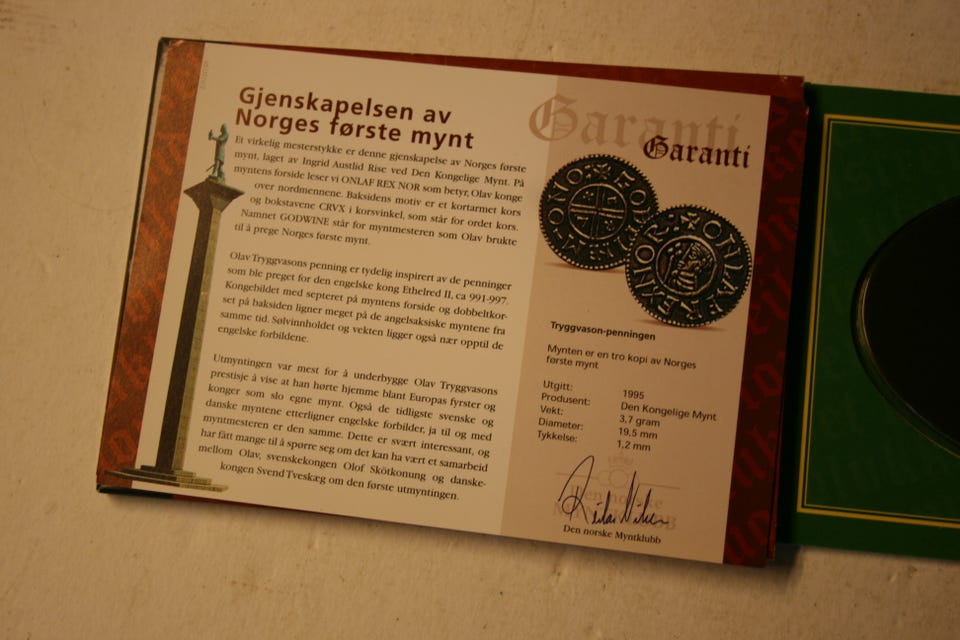 Gjenskapelsen av
Norges første mynt
Et virkelig mesterstykke er denne gjenskapelse av Norges første
mynt, laget av Ingrid Austlid Rise ved Den Kongelige Mynt. På
myntens forside leser vi ONLAF REX NOR som betyr, Olav konge
over nordmennene. Baksidens motiv er et kortarmet kors
og bokstavene CRVX i korsvinkel, som står for ordet kors.
Namnet GODWINE står for myntmesteren som Olav brukte
til å prege Norges første mynt.
Olav Tryggvasons penning er tydelig inspirert av de penninger
som ble preget for den engelske kong Ethelred II, ca 991-997.
Kongebildet med septeret på myntens forside og dobbeltkor-
set på baksiden ligner meget på de angelsaksiske myntene fra
samme tid. Sølvinnholdet og vekten ligger også nær opptil de
engelske forbildene.
Utmyntingen var mest for å underbygge Olav Tryggvasons
prestisje å vise at han hørte hjemme blant Europas fyrster og
konger som slo egne mynt. Også de tidligste svenske og
danske myntene etterligner engelske forbilder, ja til og med
myntmesteren er den samme. Dette er svært interessant, og
har fått mange til å spørre seg om det kan ha vært et samarbeid
mellom Olav, svenskekongen Olof Skötkonung og danske-
kongen Svend Tveskæg om den første utmyntingen.
Garanti
Garanti
Tryggvason-penningen
Mynten er en tro kopi av Norges
første mynt
Utgitt: 1995
Produsent: Den Kongelige Mynt
Vekt: 3,7 gram
Diameter: 19,5 mm
Tykkelse: 1,2 mm
Den norske Myntklubb